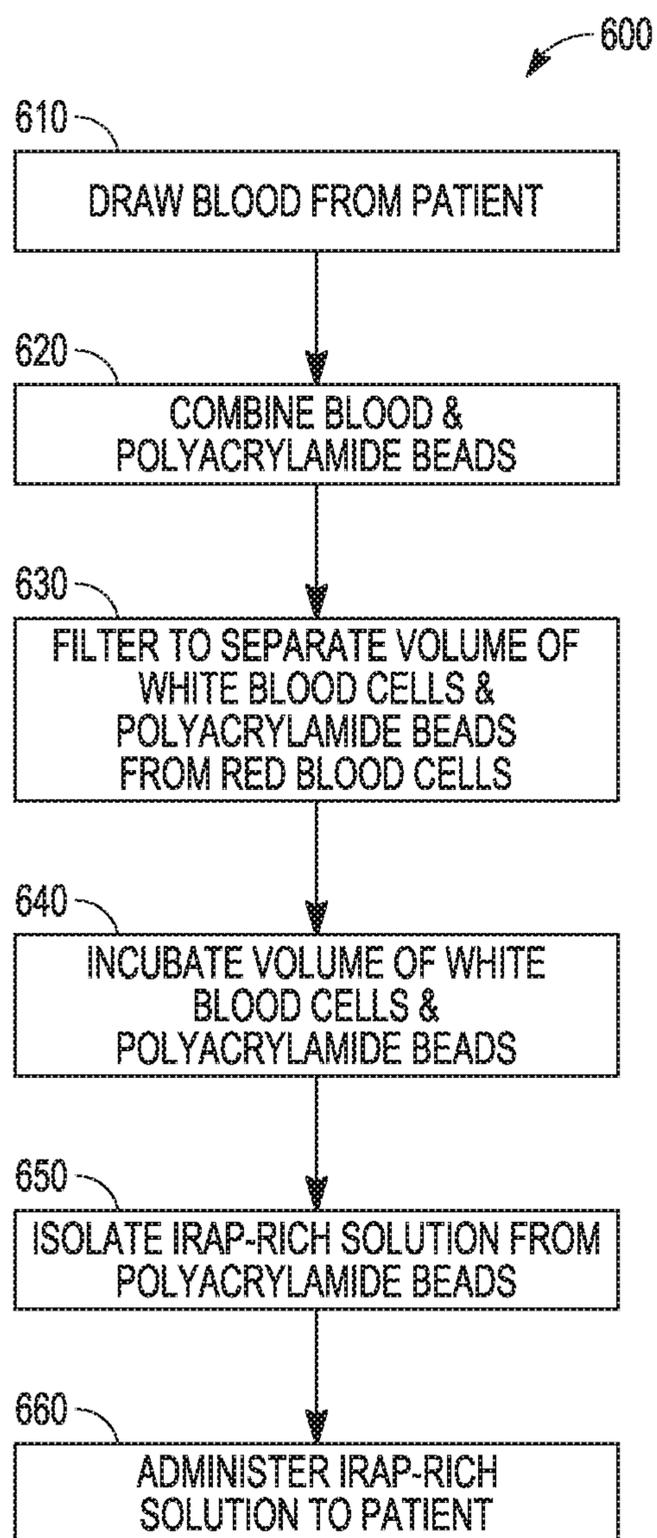 600
610
DRAW BLOOD FROM PATIENT
620
COMBINE BLOOD &
POLYACRYLAMIDE BEADS
630
FILTER TO SEPARATE VOLUME OF
WHITE BLOOD CELLS &
POLYACRYLAMIDE BEADS
FROM RED BLOOD CELLS
640
INCUBATE VOLUME OF WHITE
BLOOD CELLS &
POLYACRYLAMIDE BEADS
650
ISOLATE IRAP-RICH SOLUTION FROM
POLYACRYLAMIDE BEADS
660
ADMINISTER IRAP-RICH
SOLUTION TO PATIENT